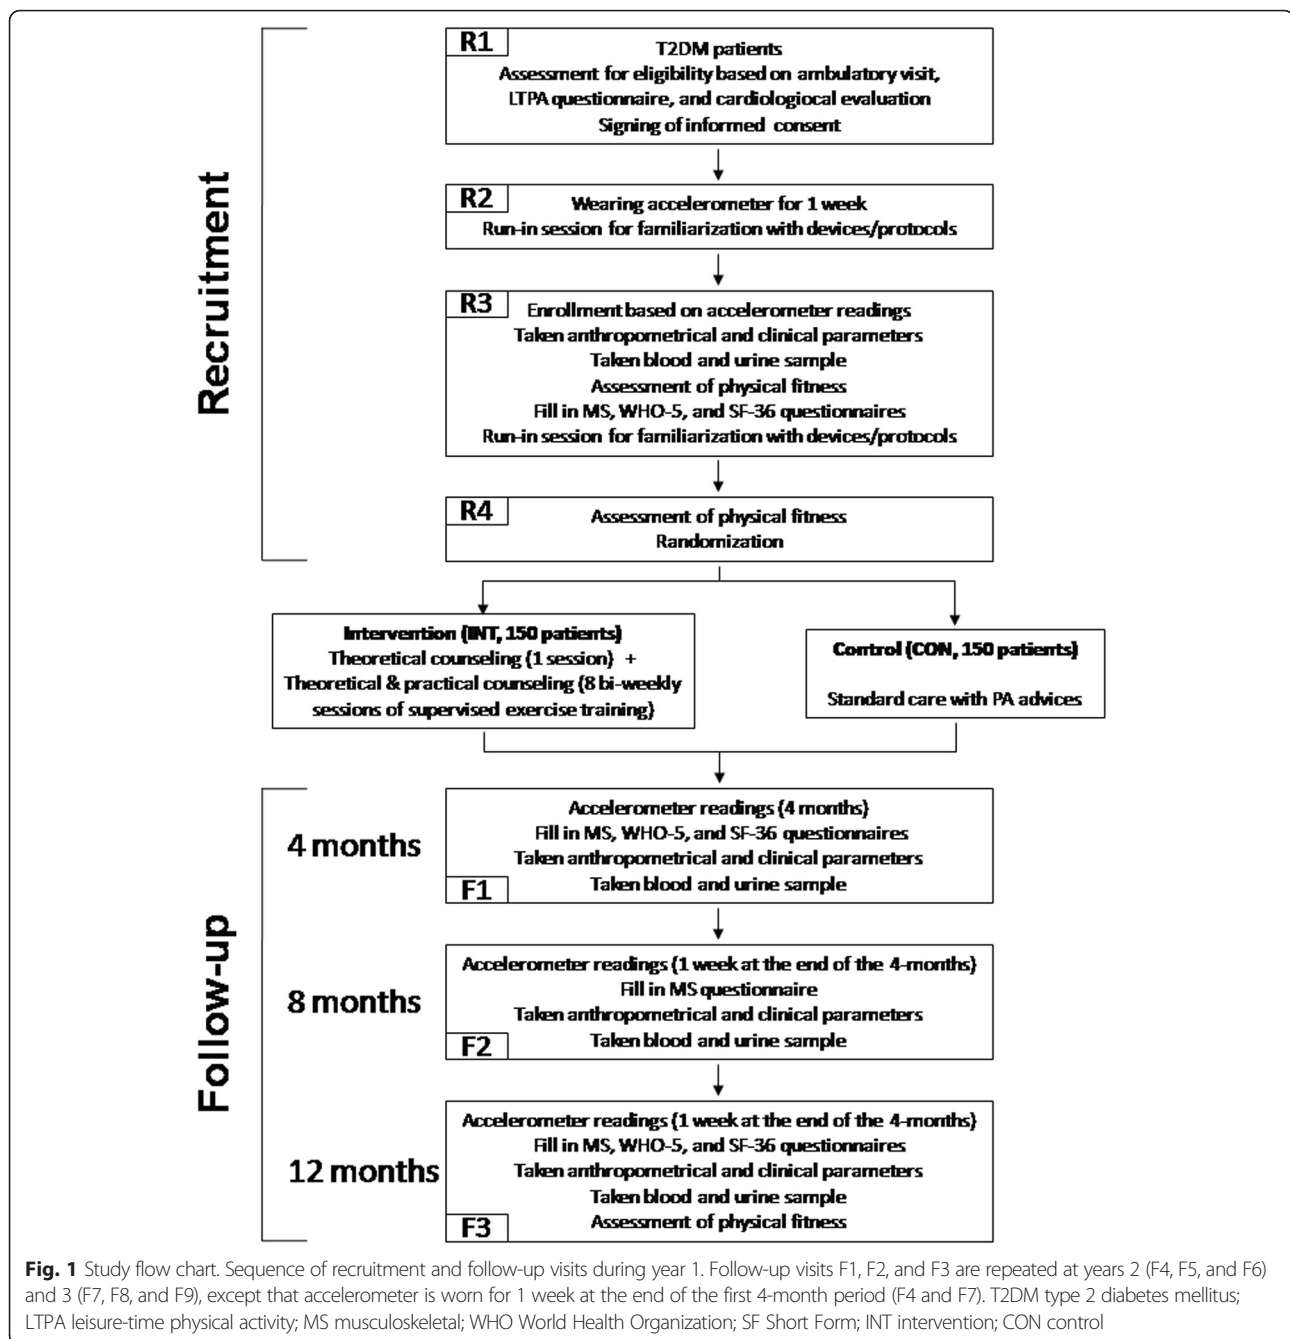 Recruitment
R1
T2DM patients
Assessment for eligibility based on ambulatory visit,
LTPA questionnaire, and cardiologiocal evaluation
Signing of informed consent
R2
Wearing accelerometer for 1 week
Run-in session for familiarization with devices/protocols
R3
Enrollment based on accelerometer readings
Taken anthropometrical and clinical parameters
Taken blood and urine sample
Assessment of physical fitness
Fill in MS, WHO-5, and SF-36 questionnaires
Run-in session for familiarization with devices/protocols
R4
Assessment of physical fitness
Randomization
Intervention (INT, 150 patients)
Theoretical counseling (1 session) +
Theoretical & practical counseling (8 bi-weekly
sessions of supervised exercise training)
Control (CON, 150 patients)
Standard care with PA advices
Follow-up
4 months
Accelerometer readings (4 months)
Fill in MS, WHO-5, and SF-36 questionnaires
Taken anthropometrical and clinical parameters
Taken blood and urine sample
F1
8 months
Accelerometer readings (1 week at the end of the 4-months)
Fill in MS questionnaire
Taken anthropometrical and clinical parameters
Taken blood and urine sample
F2
12 months
Accelerometer readings (1 week at the end of the 4-months)
Fill in MS, WHO-5, and SF-36 questionnaires
Taken anthropometrical and clinical parameters
Taken blood and urine sample
Assessment of physical fitness
F3
Fig. 1 Study flow chart. Sequence of recruitment and follow-up visits during year 1. Follow-up visits F1, F2, and F3 are repeated at years 2 (F4, F5, and F6)
and 3 (F7, F8, and F9), except that accelerometer is worn for 1 week at the end of the first 4-month period (F4 and F7). T2DM type 2 diabetes mellitus;
LTPA leisure-time physical activity; MS musculoskeletal; WHO World Health Organization; SF Short Form; INT intervention; CON control